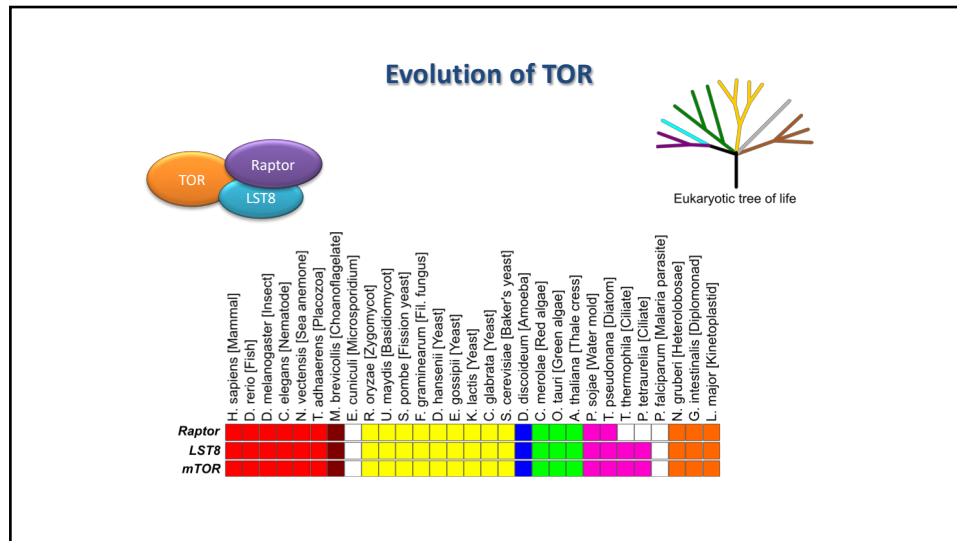 Evolution of TOR
TOR
Raptor
LST8
Eukaryotic tree of life
H. sapiens [Mammal]
D. rerio [Fish]
D. melanogaster [Insect]
C. elegans [Nematode]
N. vectensis [Sea anemone]
T. adhaaerens [Placozoa]
M. brevicollis [Choanoflagelate]
E. cuniculi [Microsporidium]
R. oryzae [Zygomycot]
U. maydis [Basidiomycot]
S. pombe [Fission yeast]
F. graminearum [Fil. fungus]
D. hansenii [Yeast]
E. gossipii [Yeast]
K. lactis [Yeast]
C. glabrata [Yeast]
S. cerevisiae [Baker's yeast]
D. discoideum [Amoeba]
C. merolae [Red algae]
O. tauri [Green algae]
A. thaliana [Thale cress]
P. sojae [Water mold]
T. pseudonana [Diatom]
T. thermophila [Ciliate]
P. tetraurelia [Ciliate]
P. falciparum [Malaria parasite]
N. gruberi [Heterolobosae]
G. intestinalis [Diplomonad]
L. major [Kinetoplastid]
Raptor
LST8
mTOR